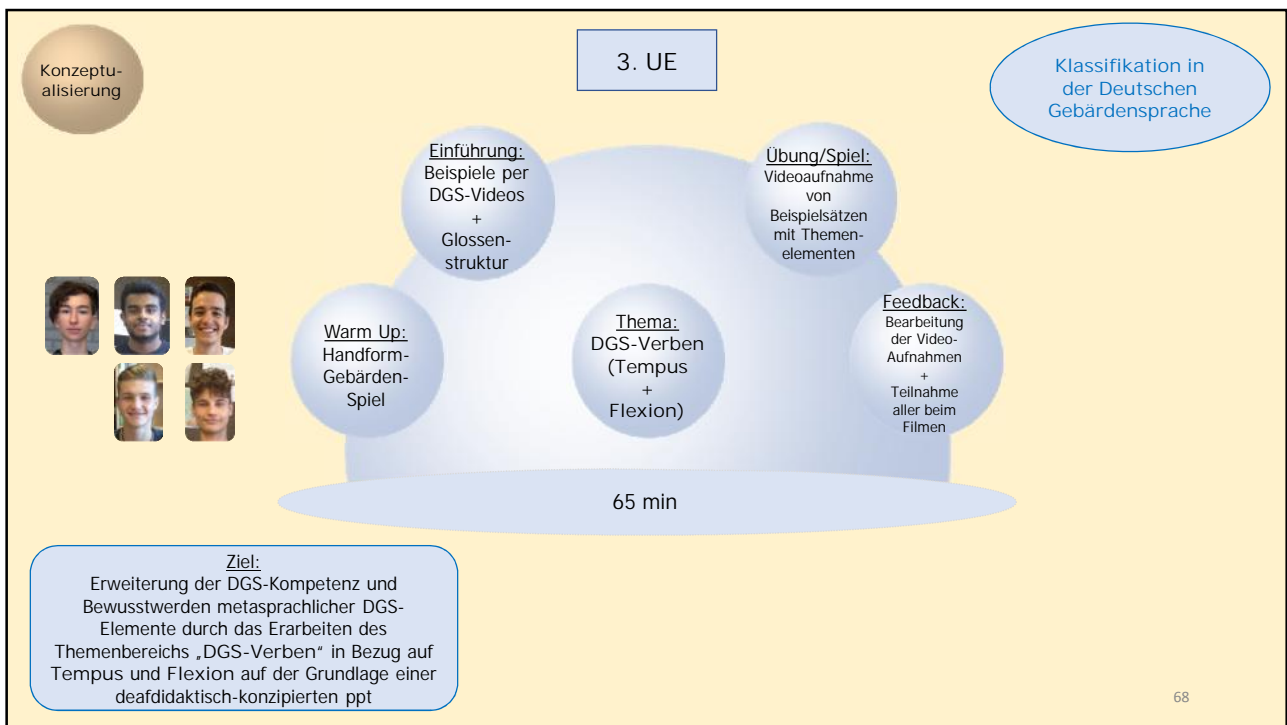 Konzeptu-
alisierung
3. UE
Klassifikation in
der Deutschen
Gebärdensprache
Einführung:
Beispiele per
DGS-Videos
+
Glossen-
struktur
Übung/Spiel:
Videoaufnahme
von
Beispielsätzen
mit Themen-
elementen
Warm Up:
Handform-
Gebärden-
Spiel
Thema:
DGS-Verben
(Tempus
+
Flexion)
Feedback:
Bearbeitung
der Video-
Aufnahmen
+
Teilnahme
aller beim
Filmen
65 min
Ziel:
Erweiterung der DGS-Kompetenz und
Bewusstwerden metasprachlicher DGS-
Elemente durch das Erarbeiten des
Themenbereichs „DGS-Verben“ in Bezug auf
Tempus und Flexion auf der Grundlage einer
deafdidaktisch-konzipierten ppt
68